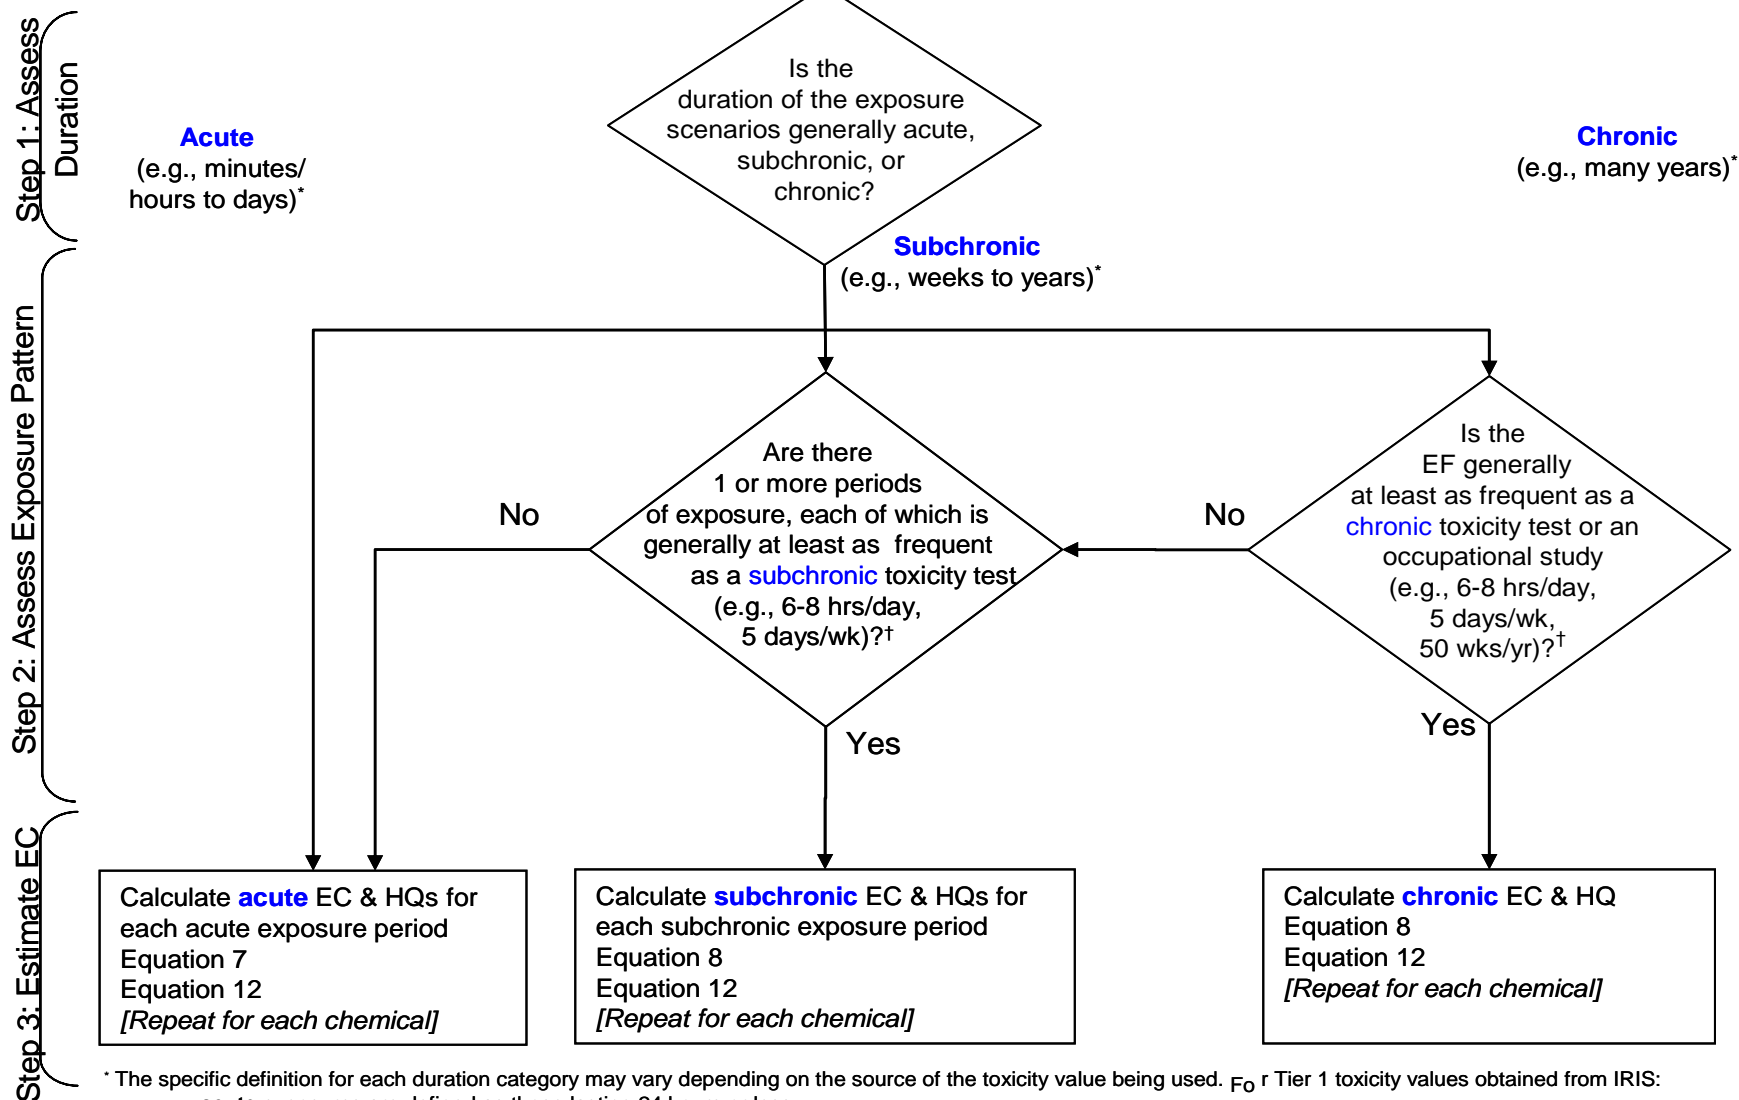 Step 1: Assess
Duration
Is the
duration of the exposure
scenarios generally acute,
subchronic, or
chronic?
Acute
(e.g., minutes/
hours to days)*
Chronic
(e.g., many years)*
Subchronic
(e.g., weeks to years)*
Step 2: Assess Exposure Pattern
Are there
1 or more periods
of exposure, each of which is
generally at least as frequent
as a subchronic toxicity test
(e.g., 6-8 hrs/day,
5 days/wk)?†
No
Yes
Is the
EF generally
at least as frequent as a
chronic toxicity test or an
occupational study
(e.g., 6-8 hrs/day,
5 days/wk,
50 wks/yr)?†
No
Yes
Step 3: Estimate EC
Calculate acute EC & HQs for
each acute exposure period
Equation 7
Equation 12
[Repeat for each chemical]
Calculate subchronic EC & HQs for
each subchronic exposure period
Equation 8
Equation 12
[Repeat for each chemical]
Calculate chronic EC & HQ
Equation 8
Equation 12
[Repeat for each chemical]
* The specific definition for each duration category may vary depending on the source of the toxicity value being used. Fo r Tier 1 toxicity values obtained from IRIS: